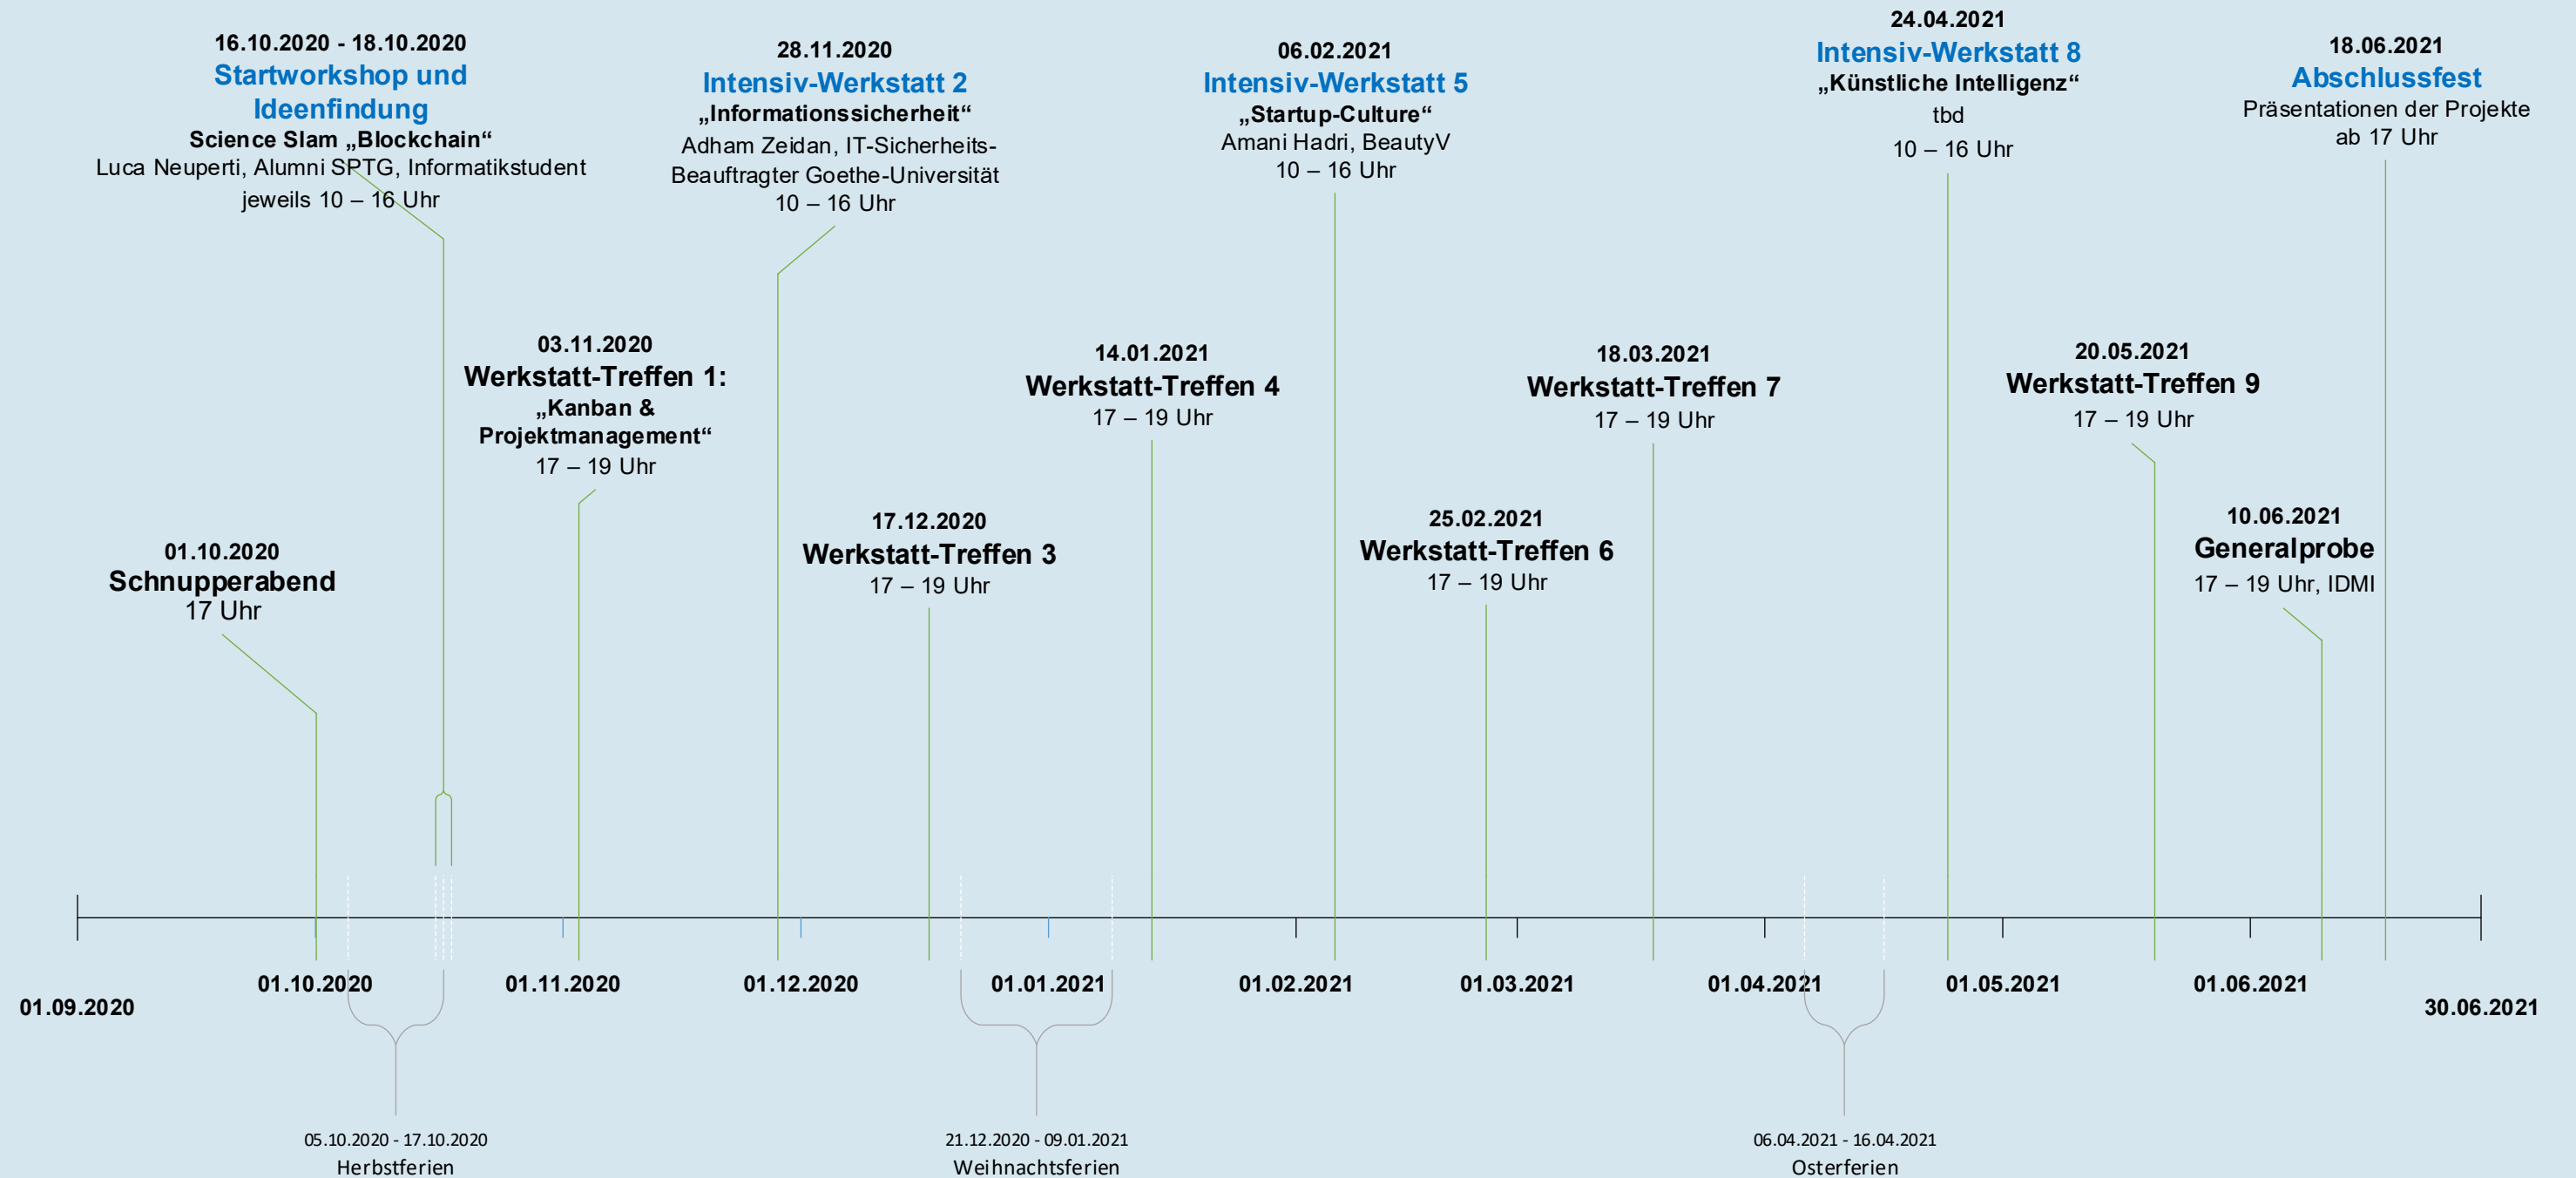 16.10.2020 - 18.10.2020
Startworkshop und
Ideenfindung
Science Slam „Blockchain“
Luca Neuperti, Alumni SPTG, Informatikstudent
jeweils 10 – 16 Uhr
28.11.2020
Intensiv-Werkstatt 2
„Informationssicherheit“
Adham Zeidan, IT-Sicherheits-
Beauftragter Goethe-Universität
10 – 16 Uhr
06.02.2021
Intensiv-Werkstatt 5
„Startup-Culture“
Amani Hadri, BeautyV
10 – 16 Uhr
24.04.2021
Intensiv-Werkstatt 8
„Künstliche Intelligenz“
tbd
10 – 16 Uhr
18.06.2021
Abschlussfest
Präsentationen der Projekte
ab 17 Uhr
03.11.2020
Werkstatt-Treffen 1:
„Kanban &
Projektmanagement“
17 – 19 Uhr
14.01.2021
Werkstatt-Treffen 4
17 – 19 Uhr
18.03.2021
Werkstatt-Treffen 7
17 – 19 Uhr
20.05.2021
Werkstatt-Treffen 9
17 – 19 Uhr
01.10.2020
Schnupperabend
17 Uhr
17.12.2020
Werkstatt-Treffen 3
17 – 19 Uhr
25.02.2021
Werkstatt-Treffen 6
17 – 19 Uhr
10.06.2021
Generalprobe
17 – 19 Uhr, IDMI
01.09.2020
01.10.2020
01.11.2020
01.12.2020
01.01.2021
01.02.2021
01.03.2021
01.04.2021
01.05.2021
01.06.2021
30.06.2021
05.10.2020 - 17.10.2020
Herbstferien
21.12.2020 - 09.01.2021
Weihnachtsferien
06.04.2021 - 16.04.2021
Osterferien